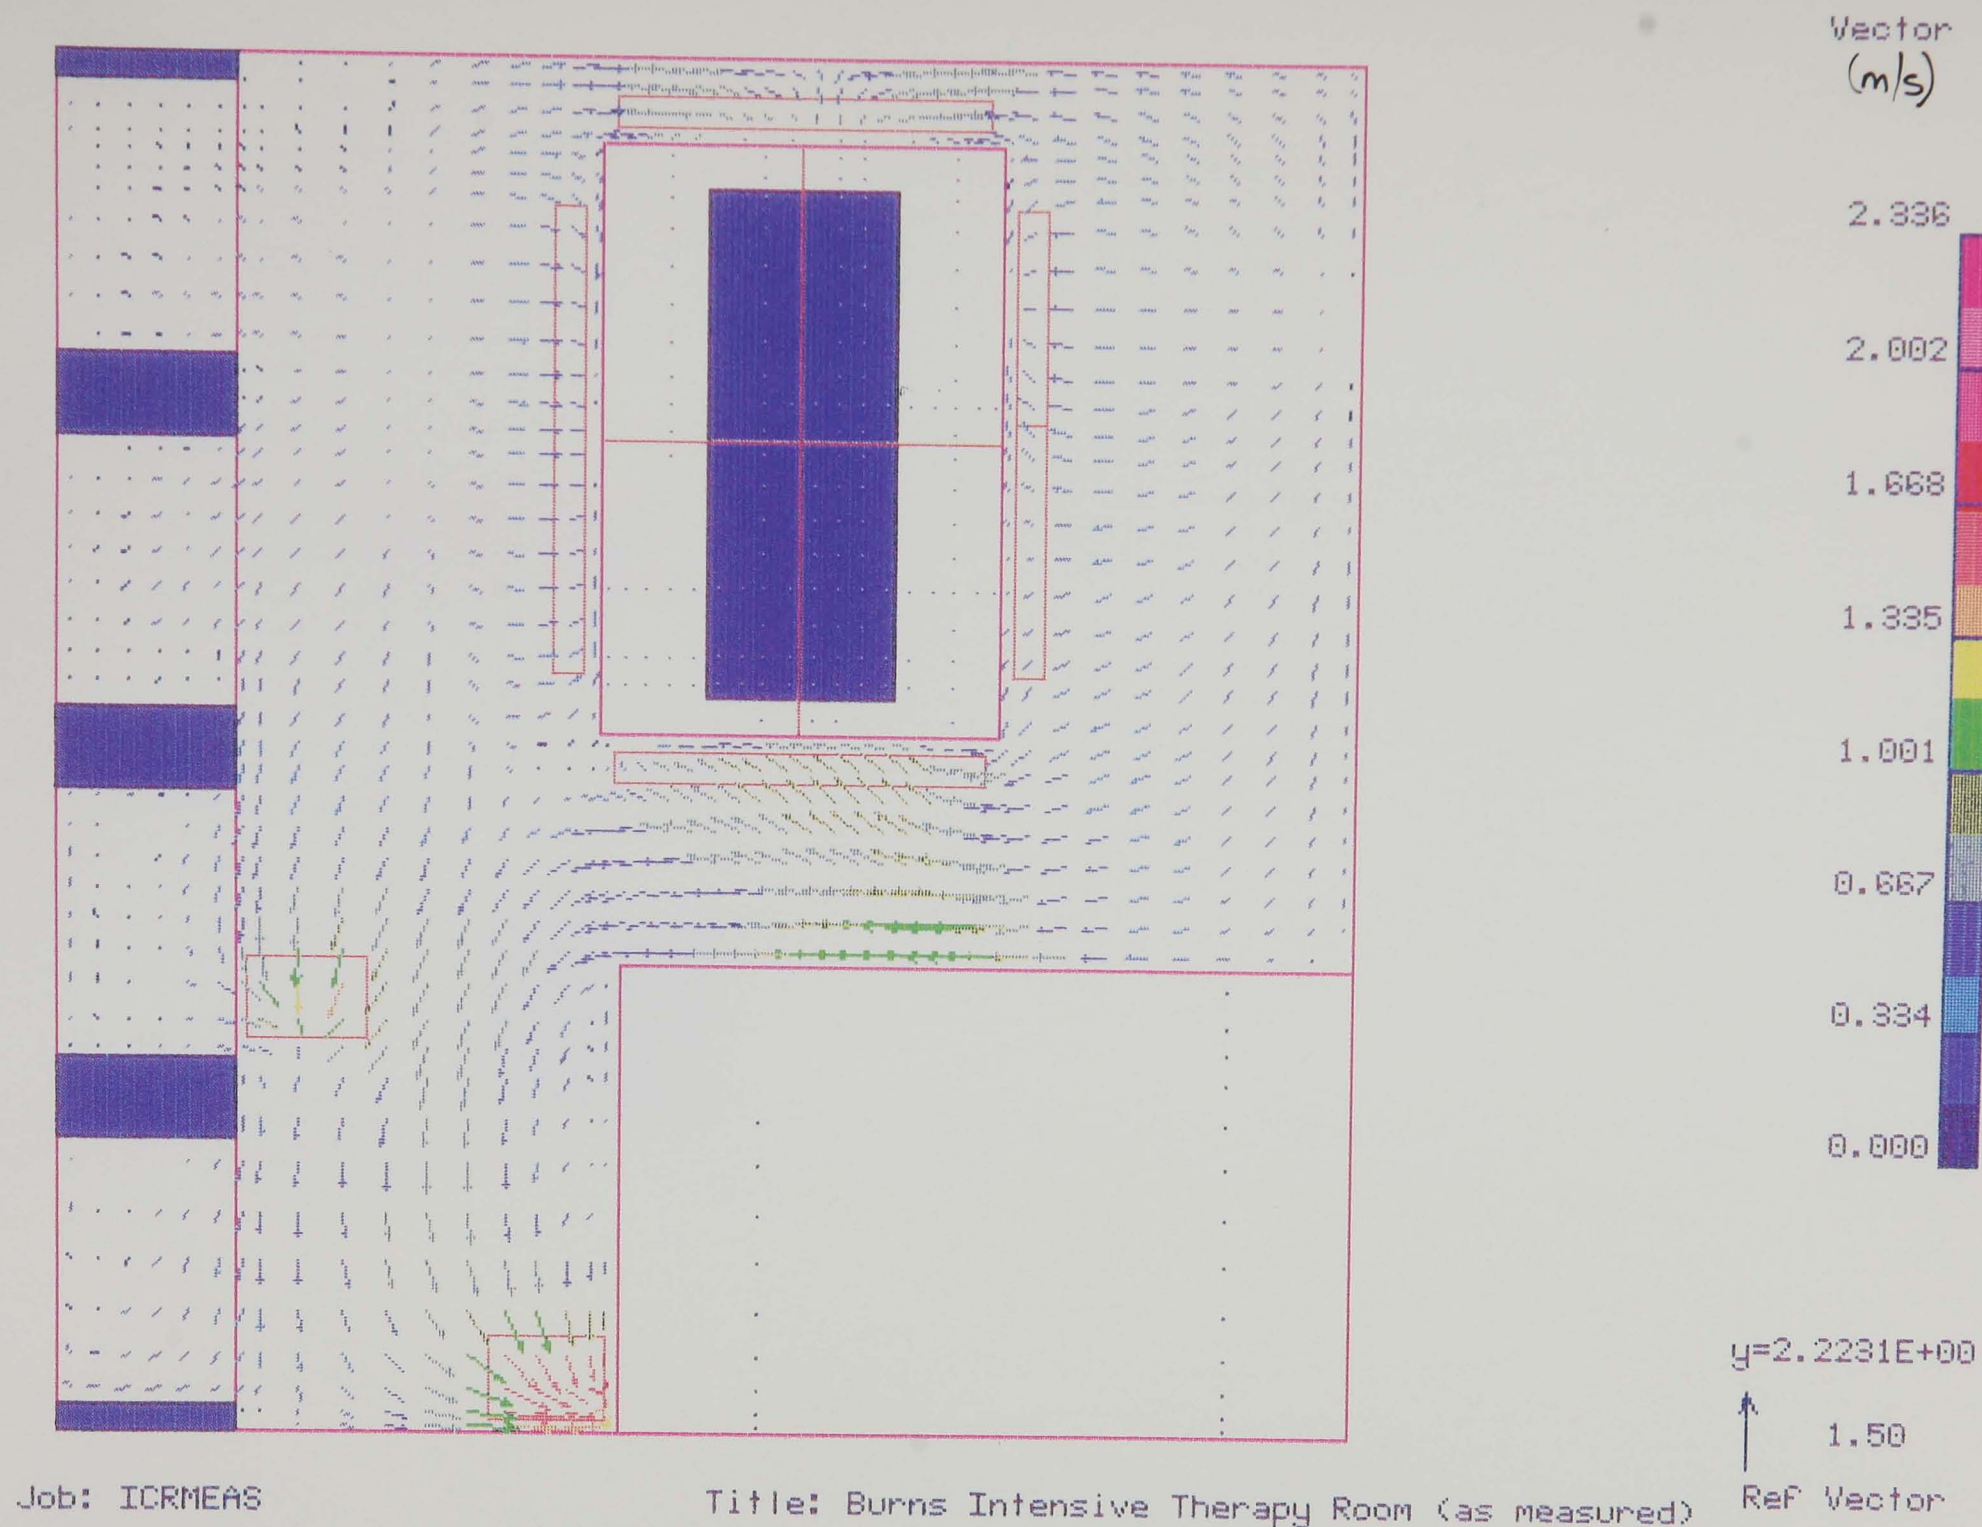 Vector
(m/s)
2.336
2.002
1.668
1.335
1.001
0.667
0.334
0.000
y=2.2231E+00
1.50
Ref Vector
Job: ICRMEAS
Title: Burns Intensive Therapy Room (as measured)